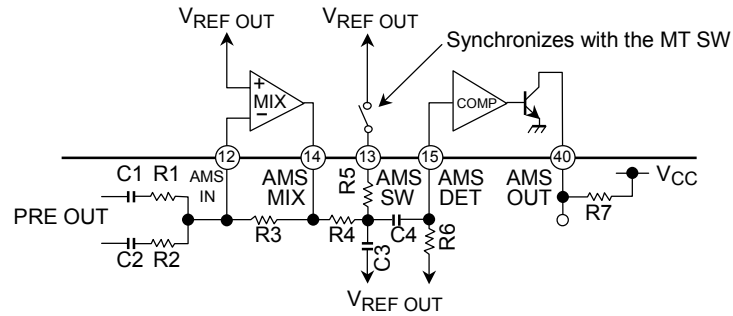 VREF OUT
VREF OUT
Synchronizes with the MT SW
+
MIX
−
COMP
12
14
13
15
40
AMS IN
AMS MIX
R5
AMS SW
AMS DET
AMS OUT
VCC
C1 R1
PRE OUT
R3
R4
C4
R6
R7
C2 R2
C3
VREF OUT